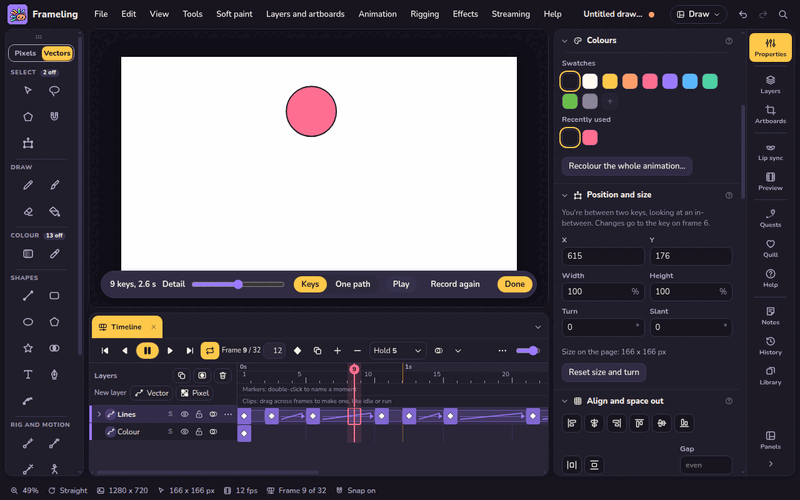 Frameling File Edit View Tools Soft paint Layers and artboards Animation Rigging Effects Streaming Help Untitled draw... Draw
Pixels Vectors
SELECT 2 off
DRAW
COLOUR 13 off
SHAPES
RIG AND MOTION
9 keys, 2.6 s Detail Keys One path Play Record again Done
Timeline
Frame 9 / 32 12 Hold 5
Layers
New layer Vector Pixel
0s 1s
1 5 9 10 15 20
Markers: double-click to name a moment
Clips: drag across frames to make one, like idle or run
Lines S
Colour S
Colours
Swatches
Recently used
Recolour the whole animation...
Position and size
You're between two keys, looking at an in-
between. Changes go to the key on frame 6.
X Y
615 176
Width Height
100 % 100 %
Turn Slant
0 ° 0 °
Size on the page: 166 x 166 px
Reset size and turn
Align and space out
Gap
even
Properties
Layers
Artboards
Lip sync
Preview
Quests
Quill
Help
Notes
History
Library
Panels
49% Straight 1280 x 720 166 x 166 px 12 fps Frame 9 of 32 Snap on